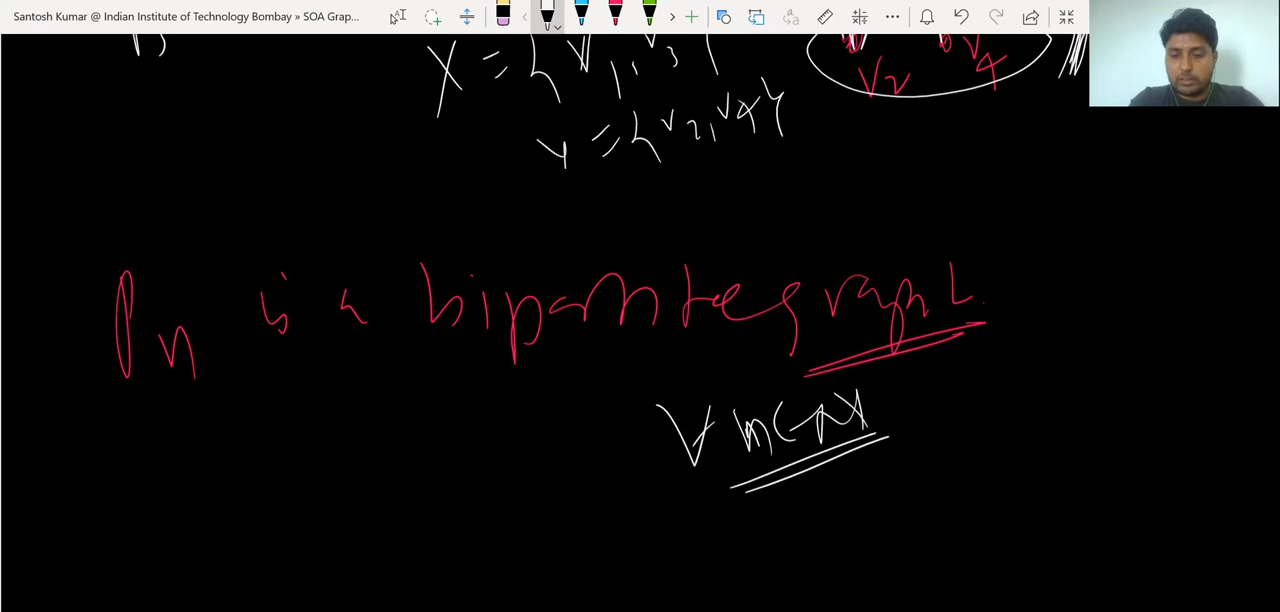 Santosh Kumar @ Indian Institute of Technology Bombay » SOA Grap...
X = {V1, V3}
V2 V4
Y = {V2, V4}
Pn is a bipartite graph.
∀ n ∈ N